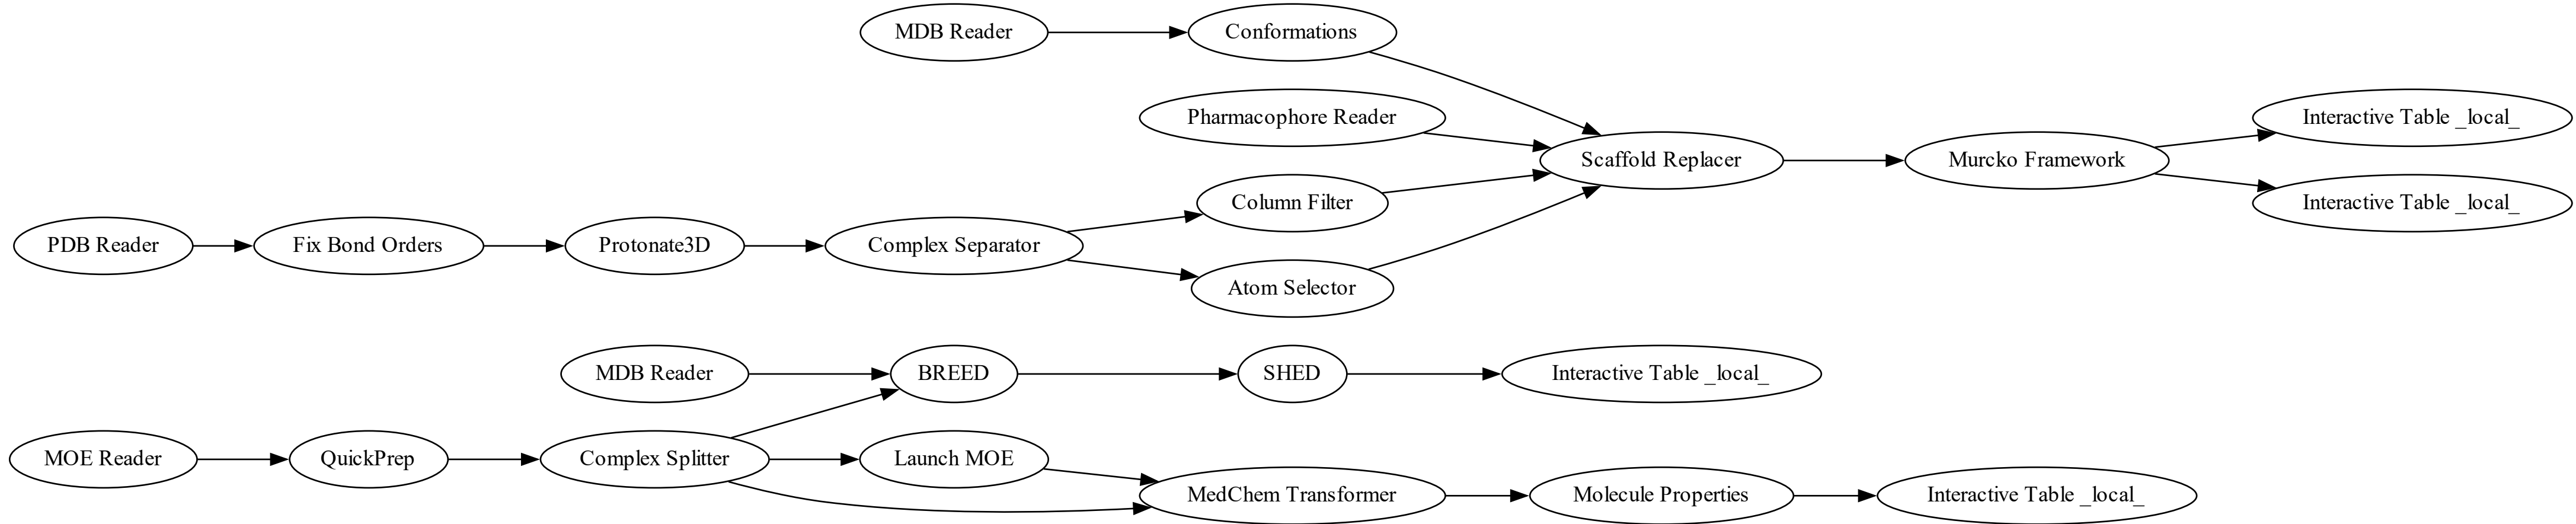 MDB Reader
Conformations
Pharmacophore Reader
Interactive Table _local_
Scaffold Replacer
Murcko Framework
Column Filter
Interactive Table _local_
PDB Reader
Fix Bond Orders
Protonate3D
Complex Separator
Atom Selector
MDB Reader
BREED
SHED
Interactive Table _local_
MOE Reader
QuickPrep
Complex Splitter
Launch MOE
MedChem Transformer
Molecule Properties
Interactive Table _local_